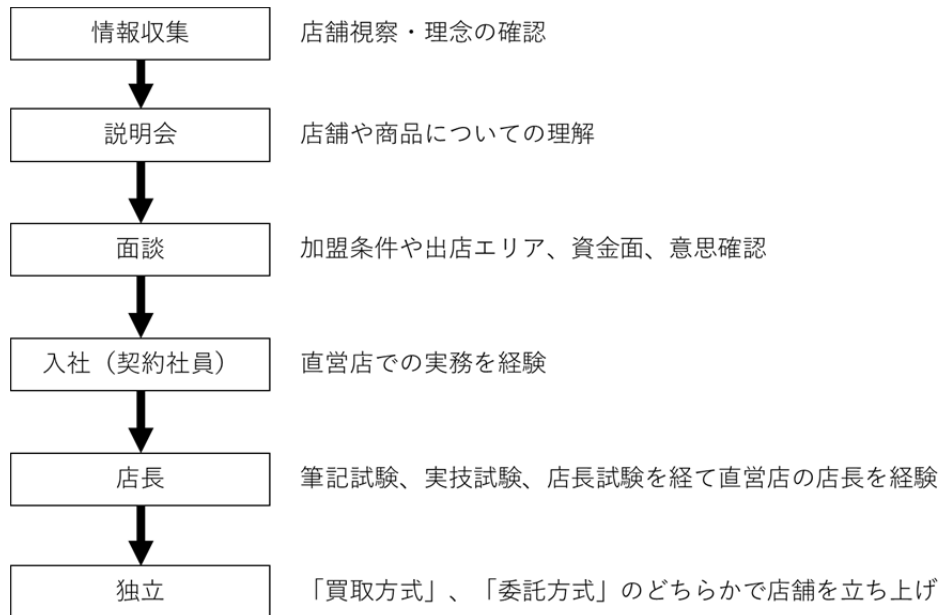 情報収集 店舗視察・理念の確認
説明会 店舗や商品についての理解
面談 加盟条件や出店エリア、資金面、意思確認
入社（契約社員） 直営店での実務を経験
店長 筆記試験、実技試験、店長試験を経て直営店の店長を経験
独立 「買取方式」、「委託方式」のどちらかで店舗を立ち上げ